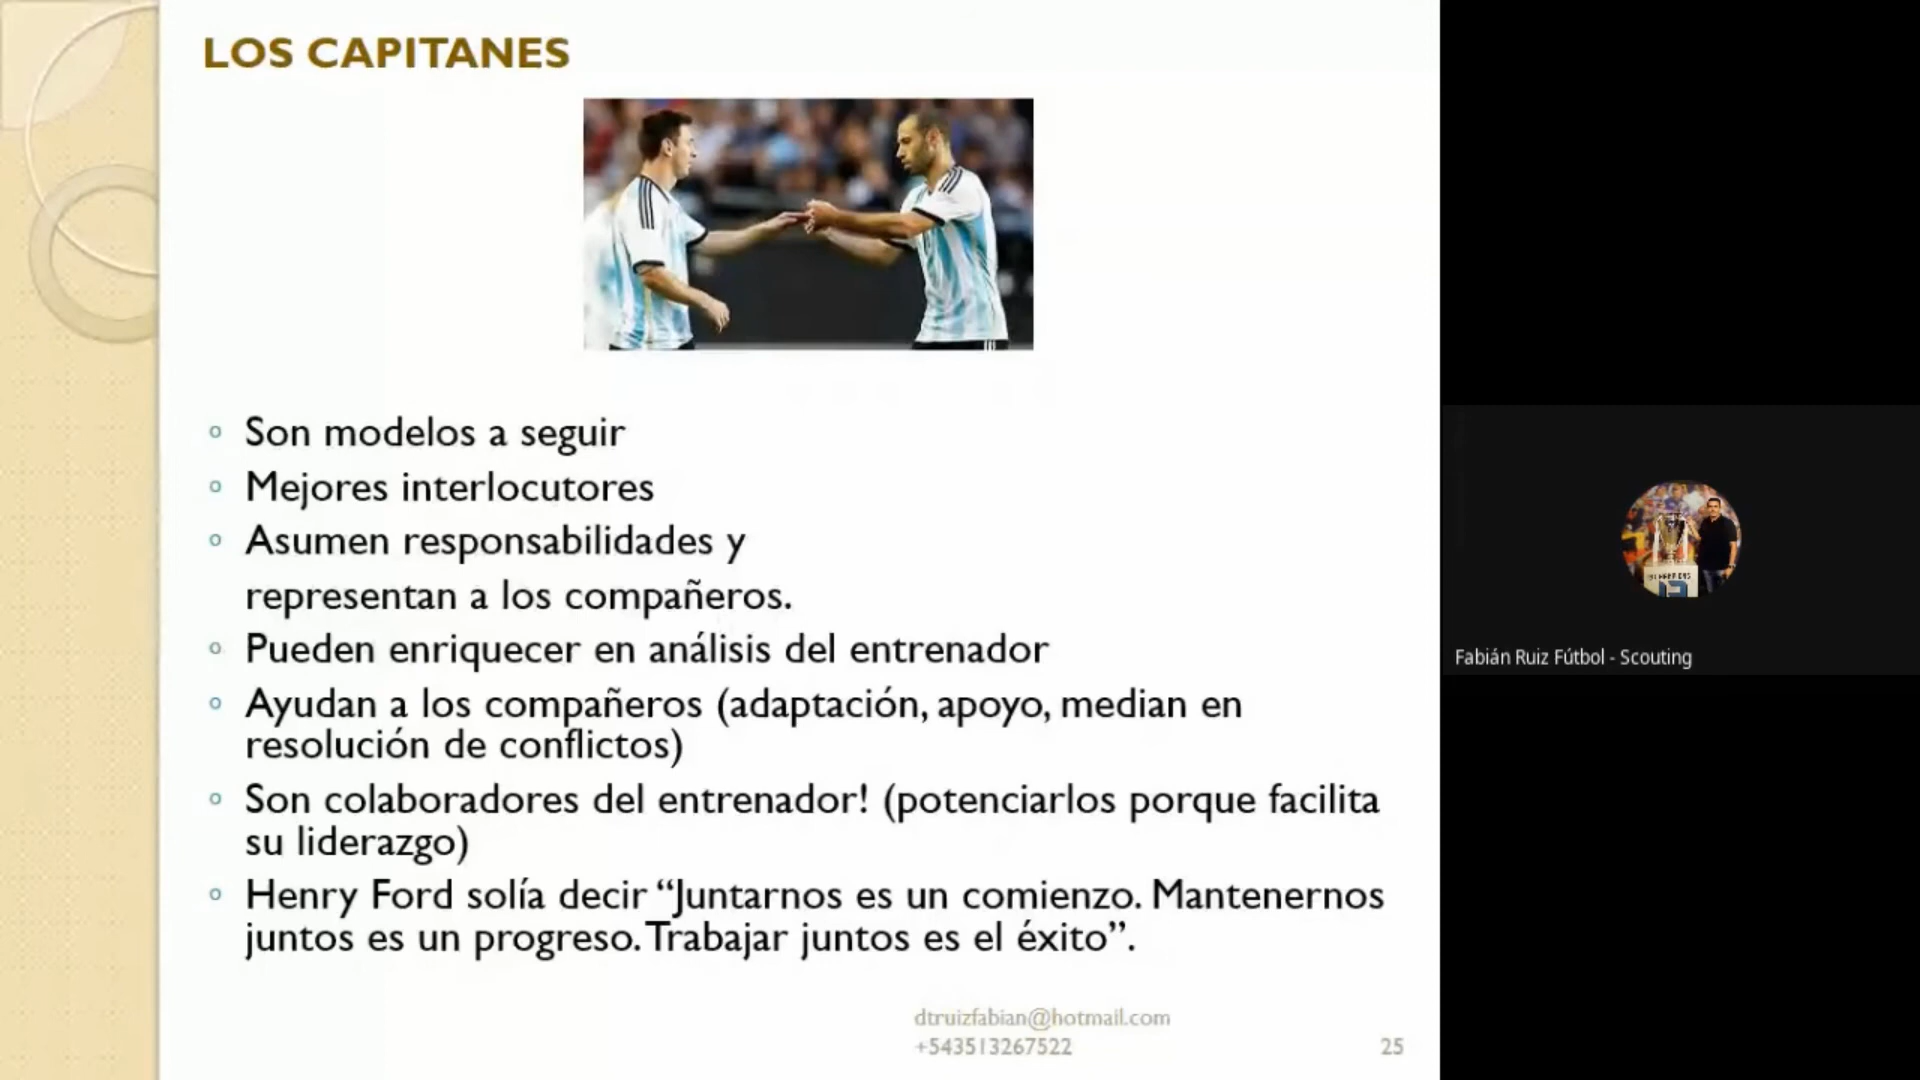 LOS CAPITANES
Son modelos a seguir
Mejores interlocutores
Asumen responsabilidades y
representan a los compañeros.
Pueden enriquecer en análisis del entrenador
Ayudan a los compañeros (adaptación, apoyo, median en
resolución de conflictos)
Son colaboradores del entrenador! (potenciarlos porque facilita
su liderazgo)
Henry Ford solía decir “Juntarnos es un comienzo. Mantenernos
juntos es un progreso. Trabajar juntos es el éxito”.
dtruizfabian@hotmail.com
+543513267522
25
Fabián Ruiz Fútbol - Scouting